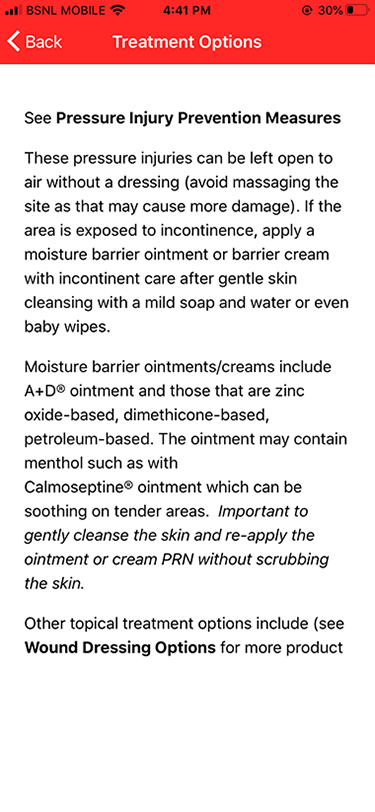 BSNL MOBILE 4:41 PM 30%
Back Treatment Options
See Pressure Injury Prevention Measures
These pressure injuries can be left open to
air without a dressing (avoid massaging the
site as that may cause more damage). If the
area is exposed to incontinence, apply a
moisture barrier ointment or barrier cream
with incontinent care after gentle skin
cleansing with a mild soap and water or even
baby wipes.
Moisture barrier ointments/creams include
A+D® ointment and those that are zinc
oxide-based, dimethicone-based,
petroleum-based. The ointment may contain
menthol such as with
Calmoseptine® ointment which can be
soothing on tender areas. Important to
gently cleanse the skin and re-apply the
ointment or cream PRN without scrubbing
the skin.
Other topical treatment options include (see
Wound Dressing Options for more product